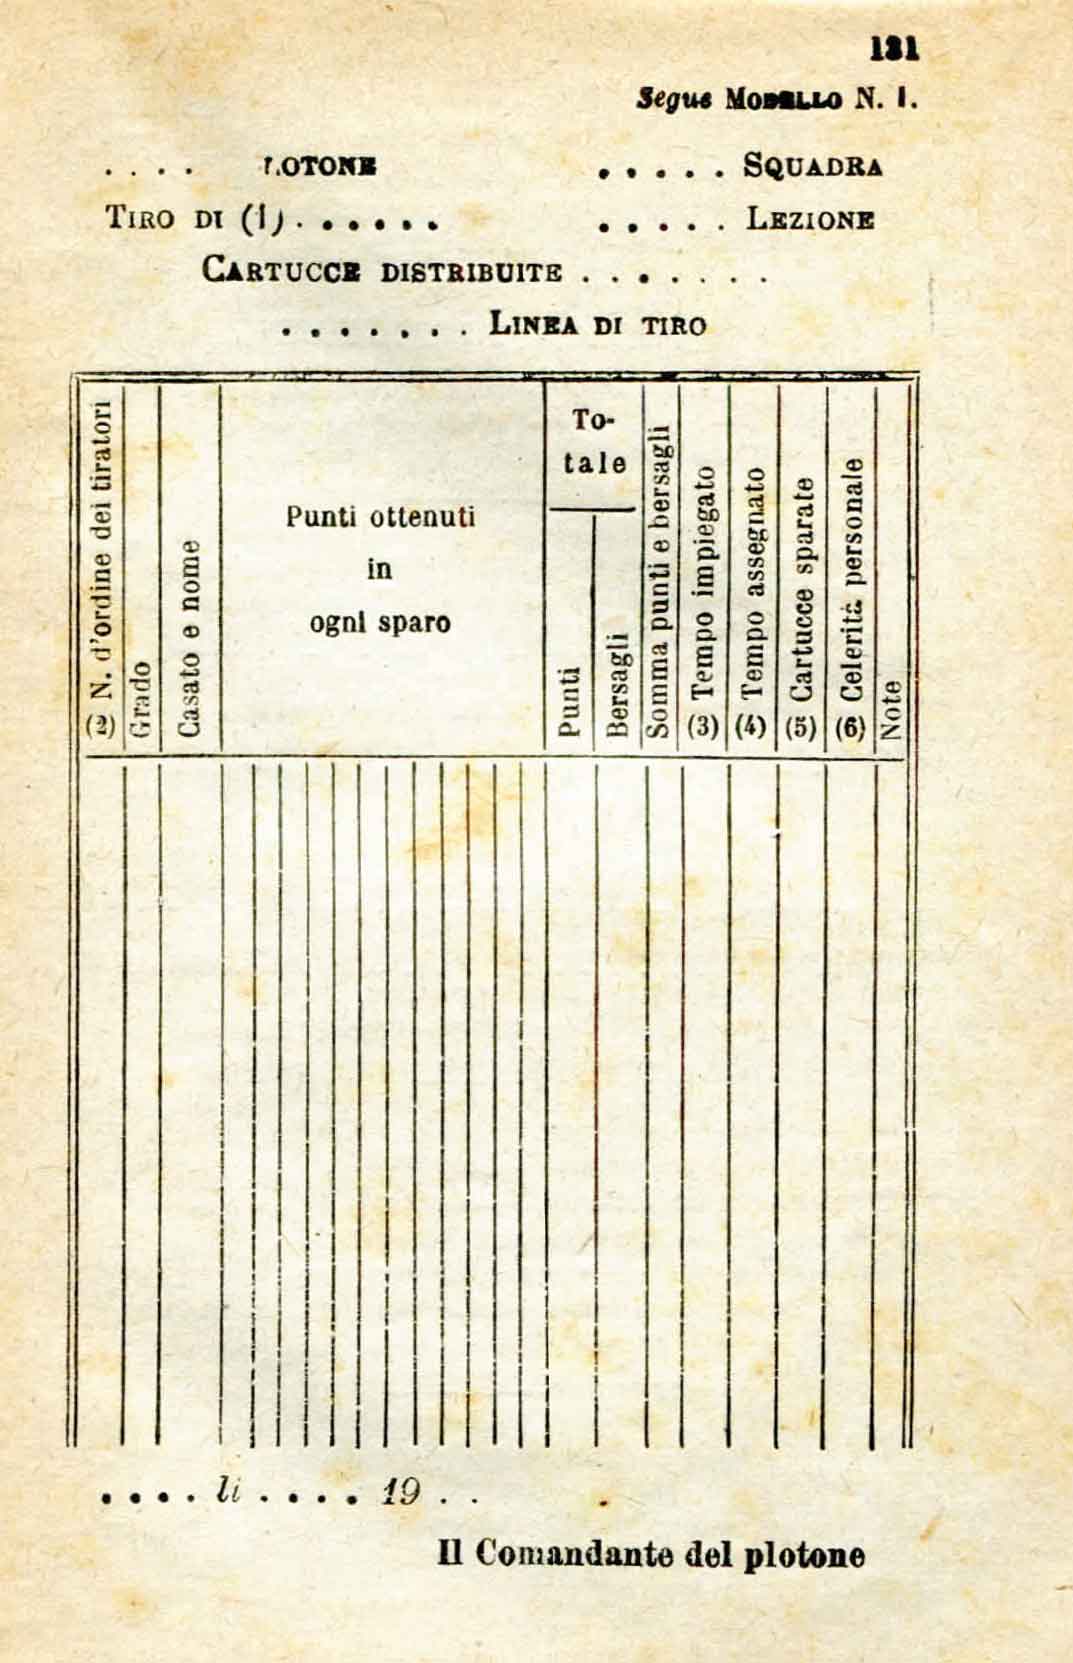 131
Segue MODELLO N. 1.
. . . . PLOTONE . . . . . SQUADRA
TIRO DI (1) . . . . . . . . . . . LEZIONE
CARTUCCE DISTRIBUITE . . . . . . .
. . . . . . . LINEA DI TIRO
(2) N. d'ordine dei tiratori
Grado
Casato e nome
Punti ottenuti
in
ogni sparo
To-
tale
Punti
Bersagli
Somma punti e bersagli
(3) Tempo impiegato
(4) Tempo assegnato
(5) Cartucce sparate
(6) Celerità personale
Note
. . . . li . . . . 19 . .
Il Comandante del plotone